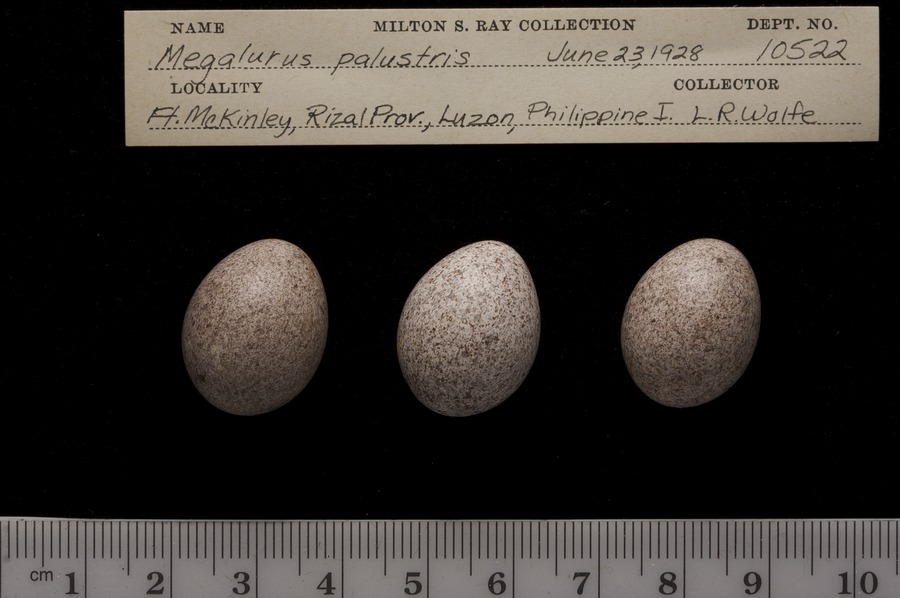 NAME MILTON S. RAY COLLECTION DEPT. NO.
Megalurus palustris June 23, 1928 10522
LOCALITY COLLECTOR
Ft. McKinley, Rizal Prov., Luzon, Philippine I. L.R. Wolfe
cm 1 2 3 4 5 6 7 8 9 10